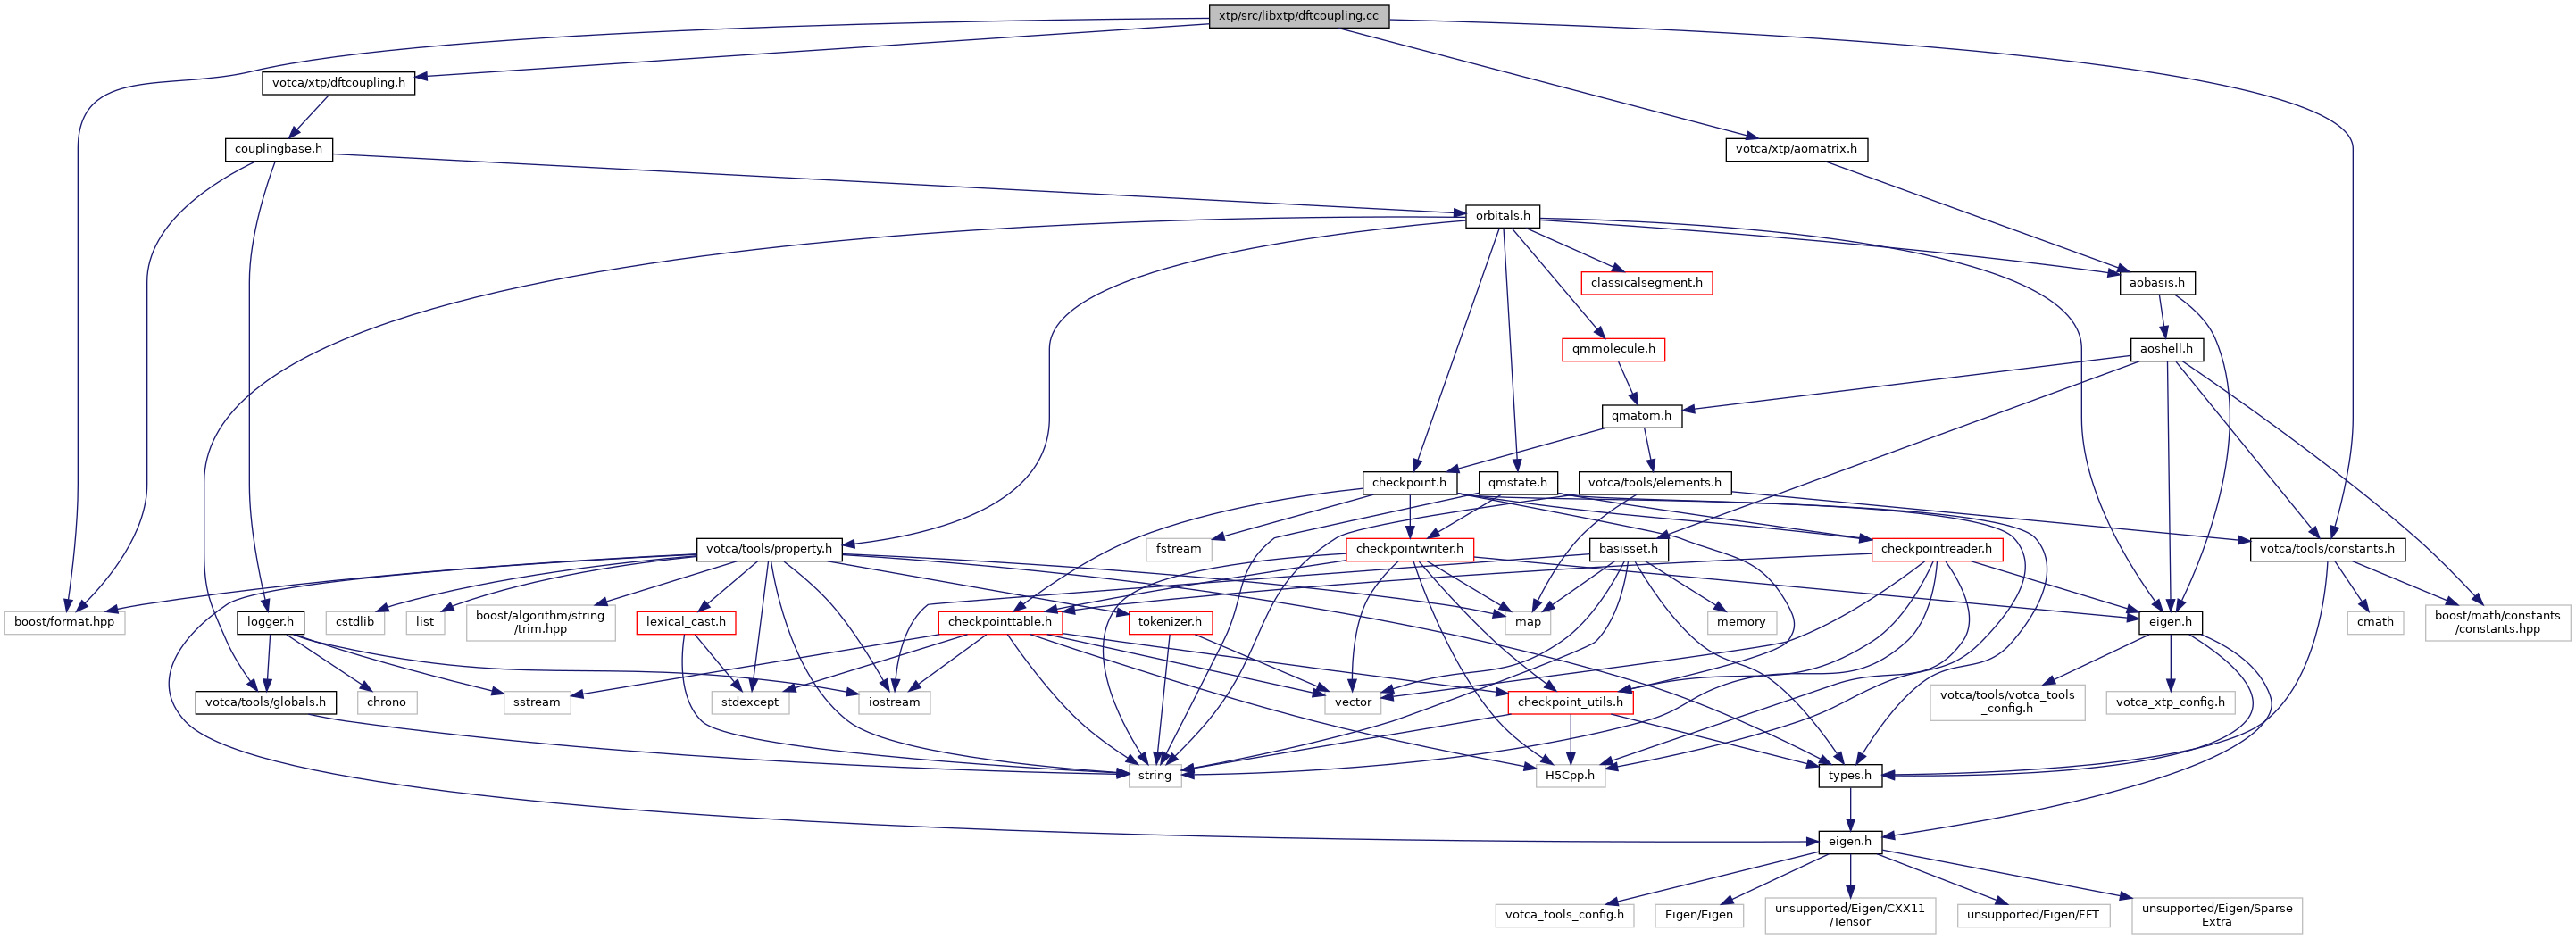 xtp/src/libxtp/dftcoupling.cc
votca/xtp/dftcoupling.h
couplingbase.h
votca/xtp/aomatrix.h
orbitals.h
classicalsegment.h
aobasis.h
qmmolecule.h
aoshell.h
qmatom.h
checkpoint.h
qmstate.h
votca/tools/elements.h
votca/tools/property.h
fstream
checkpointwriter.h
basisset.h
checkpointreader.h
votca/tools/constants.h
boost/format.hpp
logger.h
cstdlib
list
boost/algorithm/string
/trim.hpp
lexical_cast.h
checkpointtable.h
tokenizer.h
map
memory
eigen.h
cmath
boost/math/constants
/constants.hpp
votca/tools/globals.h
chrono
sstream
stdexcept
iostream
vector
checkpoint_utils.h
votca/tools/votca_tools
_config.h
votca_xtp_config.h
string
H5Cpp.h
types.h
eigen.h
votca_tools_config.h
Eigen/Eigen
unsupported/Eigen/CXX11
/Tensor
unsupported/Eigen/FFT
unsupported/Eigen/Sparse
Extra